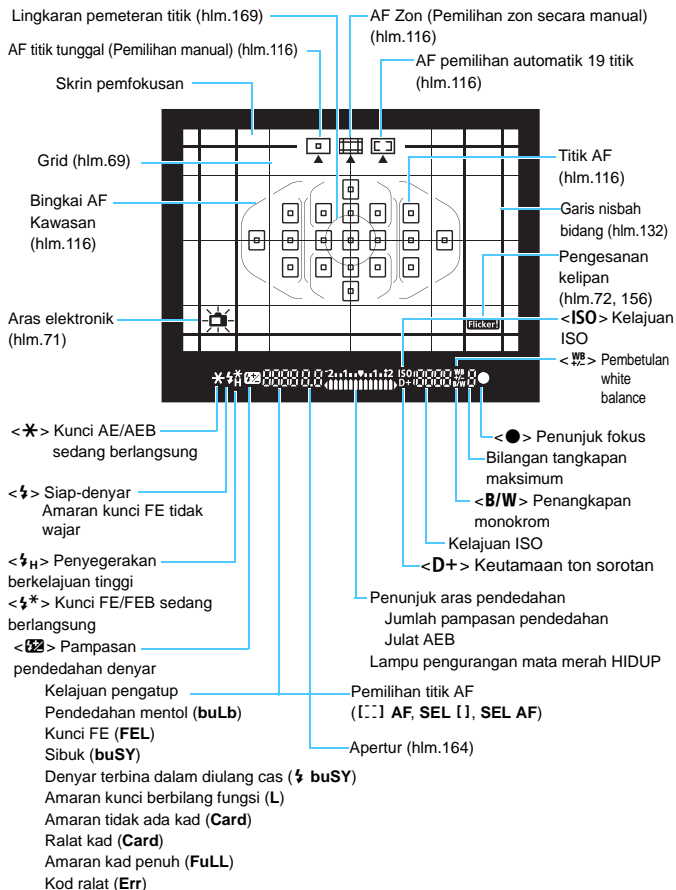 Lingkaran pemeteran titik (hlm.169)
AF titik tunggal (Pemilihan manual) (hlm.116)
Skrin pemfokusan
AF Zon (Pemilihan zon secara manual)
(hlm.116)
AF pemilihan automatik 19 titik
(hlm.116)
Grid (hlm.69)
Bingkai AF
Kawasan
(hlm.116)
Aras elektronik
(hlm.71)
Titik AF
(hlm.116)
Garis nisbah
bidang (hlm.132)
Pengesanan
kelipan
(hlm.72, 156)
Flicker!
<ISO> Kelajuan
ISO
<WB+/-> Pembetulan
white
balance
-2..1..▼..1.+2 ISO D+ WB +/- B/W
<✱> Kunci AE/AEB
sedang berlangsung
<⚡> Siap-denyar
Amaran kunci FE tidak
wajar
<⚡H> Penyegerakan
berkelajuan tinggi
<⚡*> Kunci FE/FEB sedang
berlangsung
<⚡±> Pampasan
pendedahan denyar
Kelajuan pengatup
Pendedahan mentol (buLb)
Kunci FE (FEL)
Sibuk (buSY)
Denyar terbina dalam diulang cas (⚡ buSY)
Amaran kunci berbilang fungsi (L)
Amaran tidak ada kad (Card)
Ralat kad (Card)
Amaran kad penuh (FuLL)
Kod ralat (Err)
<●> Penunjuk fokus
Bilangan tangkapan
maksimum
<B/W> Penangkapan
monokrom
Kelajuan ISO
<D+> Keutamaan ton sorotan
Penunjuk aras pendedahan
Jumlah pampasan pendedahan
Julat AEB
Lampu pengurangan mata merah HIDUP
Pemilihan titik AF
([---] AF, SEL [], SEL AF)
Apertur (hlm.164)